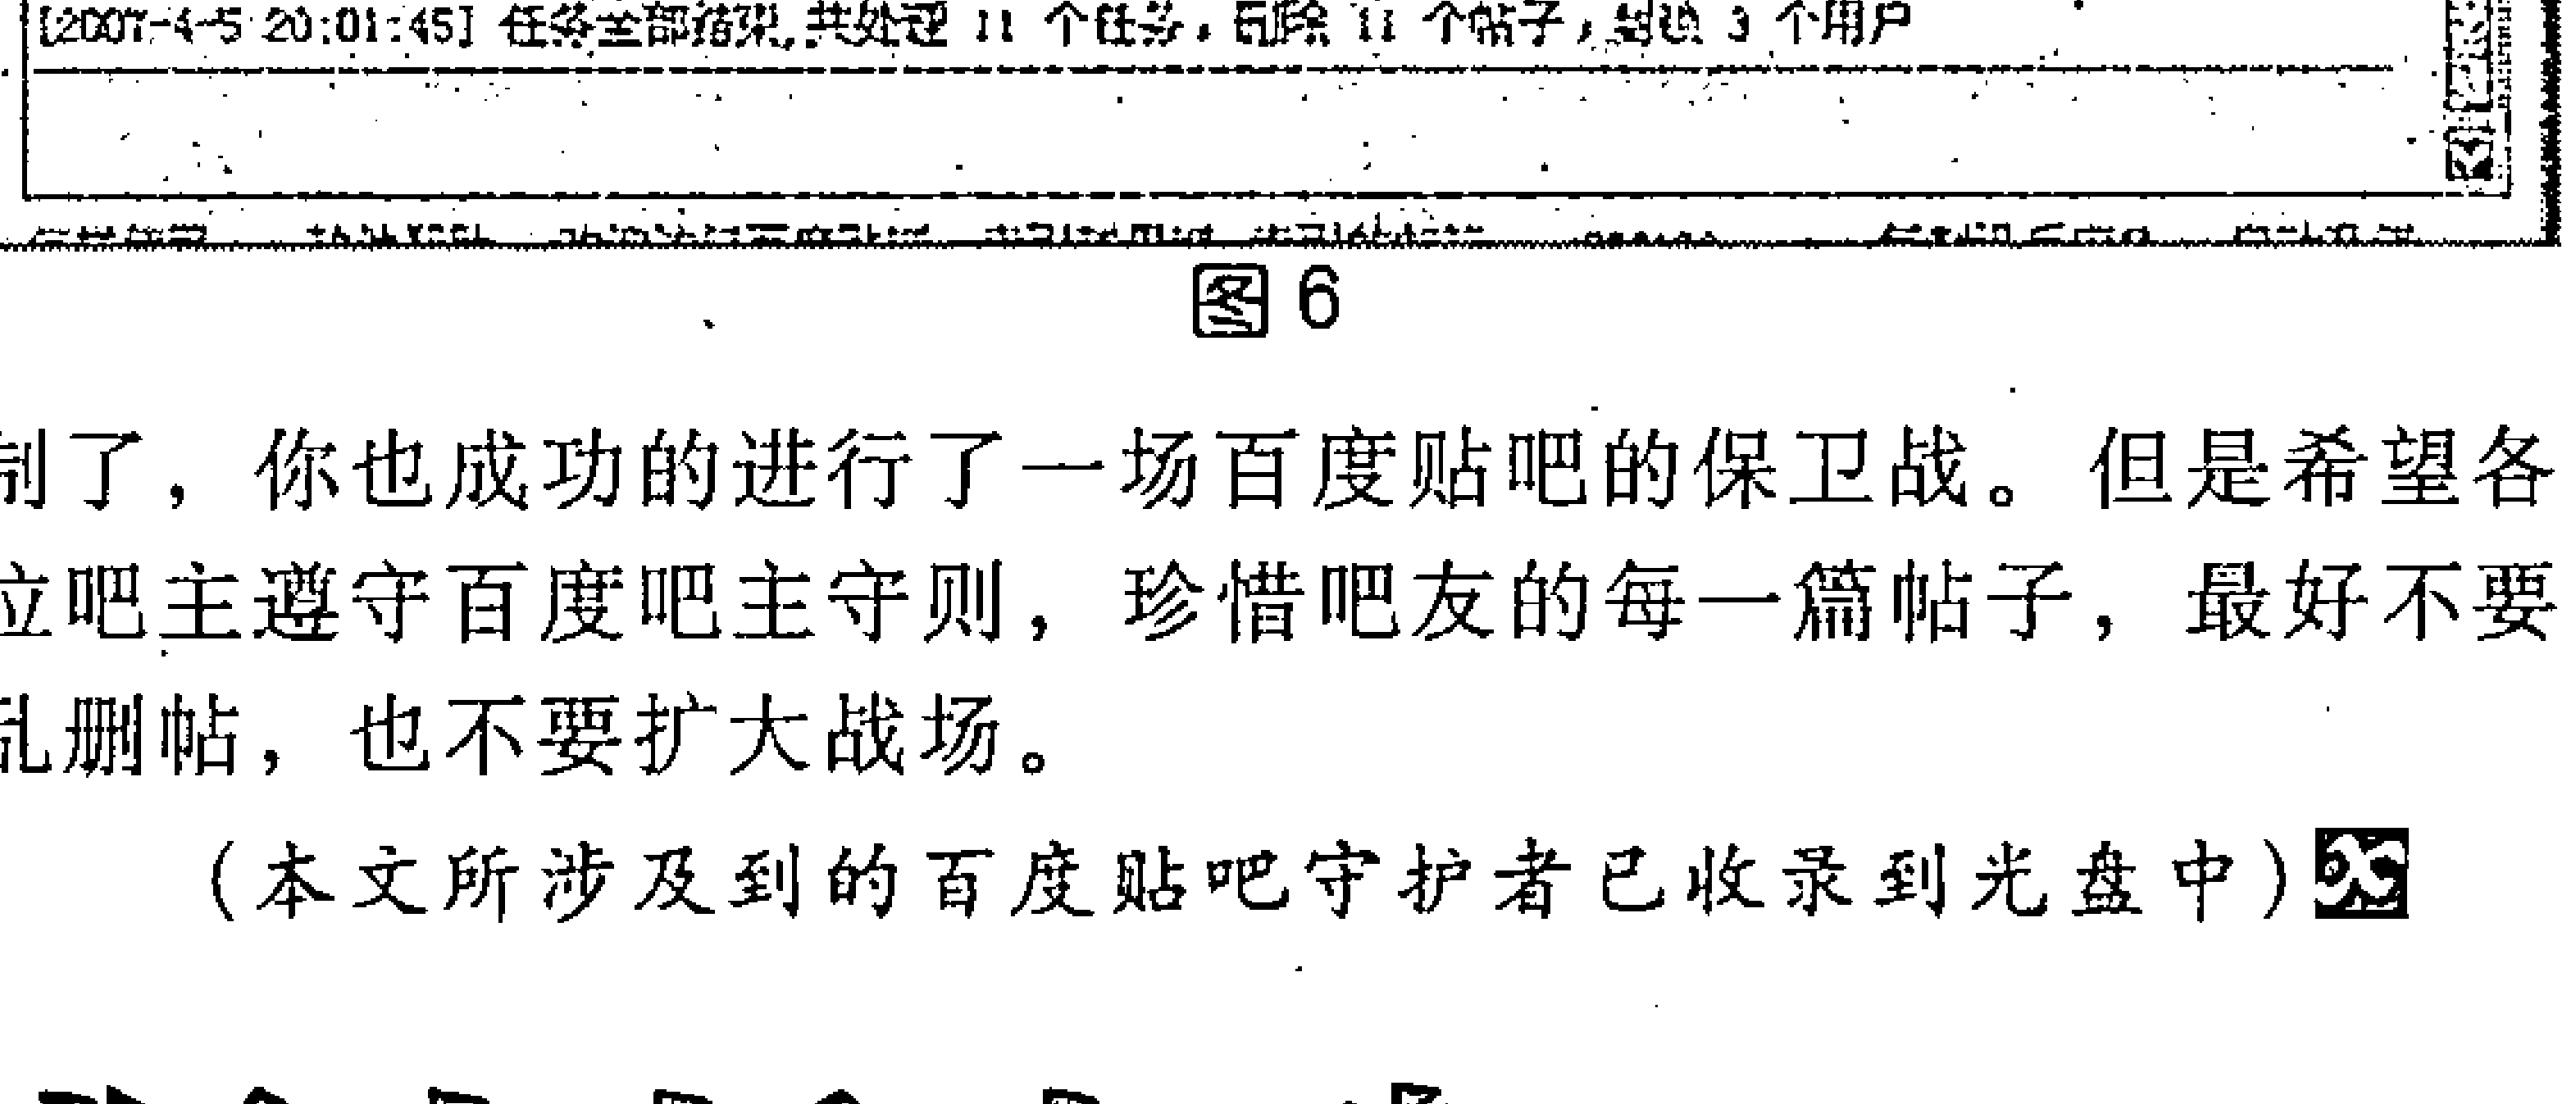 [2007-4-5 20:01:45] 任务全部结束,共处理 11 个任务,删除 11 个帖子,封锁 3 个用户
图 6
制了，你也成功的进行了一场百度贴吧的保卫战。但是希望各
位吧主遵守百度吧主守则，珍惜吧友的每一篇帖子，最好不要
乱删帖，也不要扩大战场。
(本文所涉及到的百度贴吧守护者已收录到光盘中)